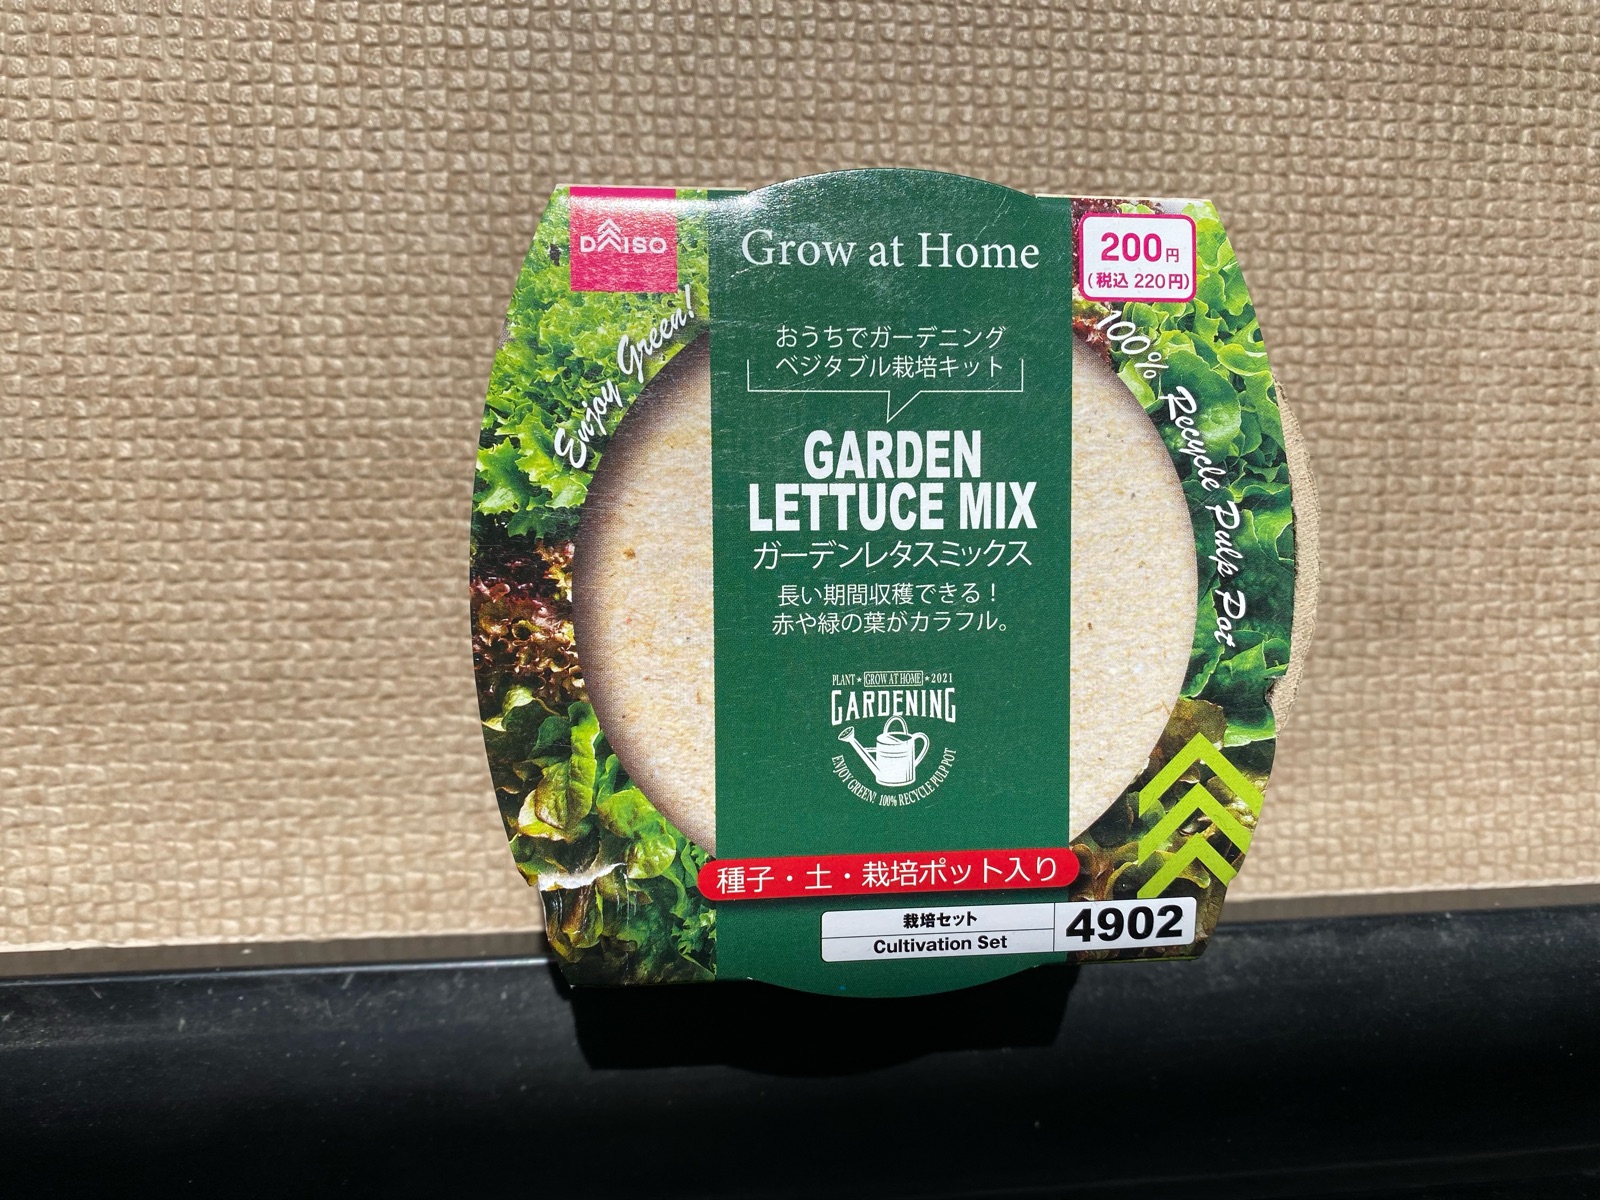 DAISO
Grow at Home
200円
(税込 220円)
Enjoy Green!
100% Recycle Pulp Pot
おうちでガーデニング
ベジタブル栽培キット
GARDEN
LETTUCE MIX
ガーデンレタスミックス
長い期間収穫できる！
赤や緑の葉がカラフル。
PLANT★GROW AT HOME★2021
GARDENING
ENJOY GREEN! 100% RECYCLE PULP POT
種子・土・栽培ポット入り
栽培セット
Cultivation Set
4902